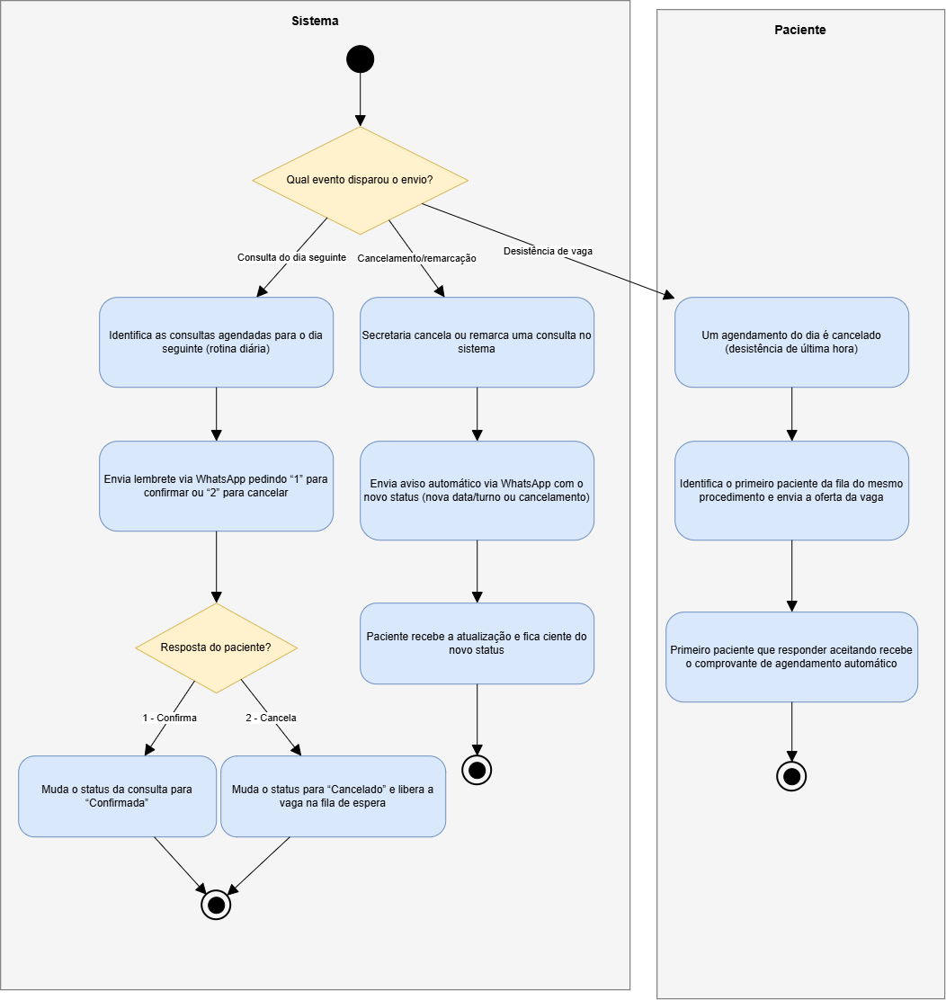 Sistema
Paciente
Qual evento disparou o envio?
Consulta do dia seguinte
Cancelamento/remarcação
Desistência de vaga
Identifica as consultas agendadas para o dia
seguinte (rotina diária)
Secretaria cancela ou remarca uma consulta no
sistema
Um agendamento do dia é cancelado
(desistência de última hora)
Envia lembrete via WhatsApp pedindo “1” para
confirmar ou “2” para cancelar
Envia aviso automático via WhatsApp com o
novo status (nova data/turno ou cancelamento)
Identifica o primeiro paciente da fila do mesmo
procedimento e envia a oferta da vaga
Resposta do paciente?
Paciente recebe a atualização e fica ciente do
novo status
Primeiro paciente que responder aceitando recebe
o comprovante de agendamento automático
1 - Confirma
2 - Cancela
Muda o status da consulta para
“Confirmada”
Muda o status para “Cancelado” e libera a
vaga na fila de espera